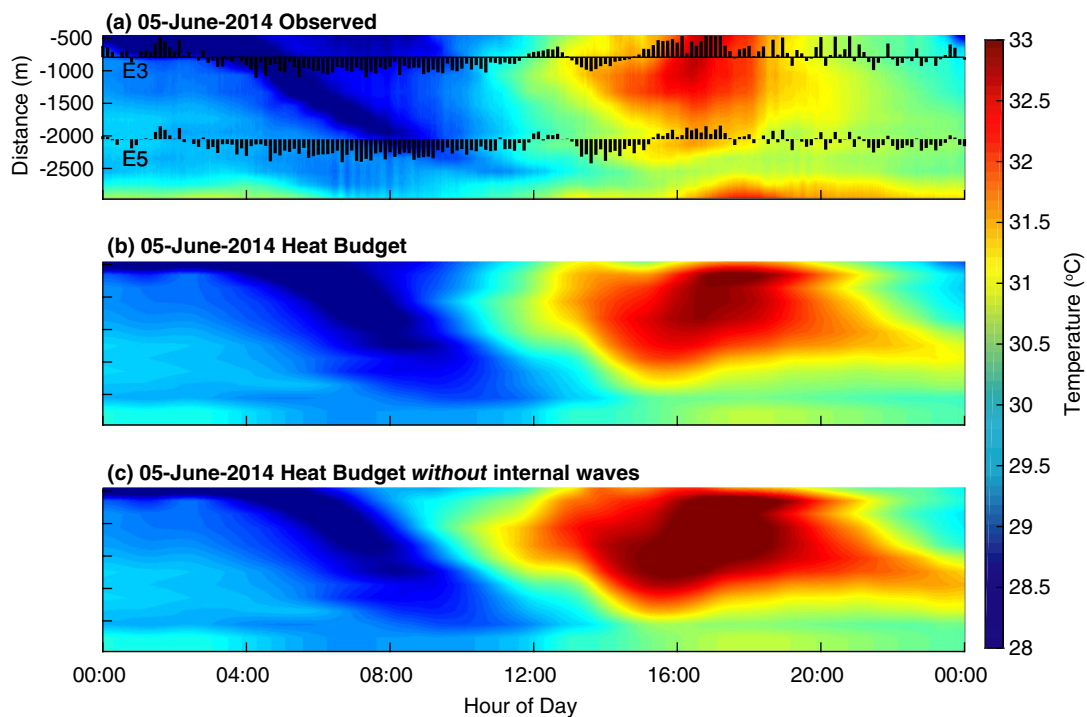 (a) 05-June-2014 Observed
-500
-1000
-1500
-2000
-2500
Distance (m)
E3
E5
(b) 05-June-2014 Heat Budget
(c) 05-June-2014 Heat Budget without internal waves
00:00 04:00 08:00 12:00 16:00 20:00 00:00
Hour of Day
33
32.5
32
31.5
31
30.5
30
29.5
29
28.5
28
Temperature (°C)